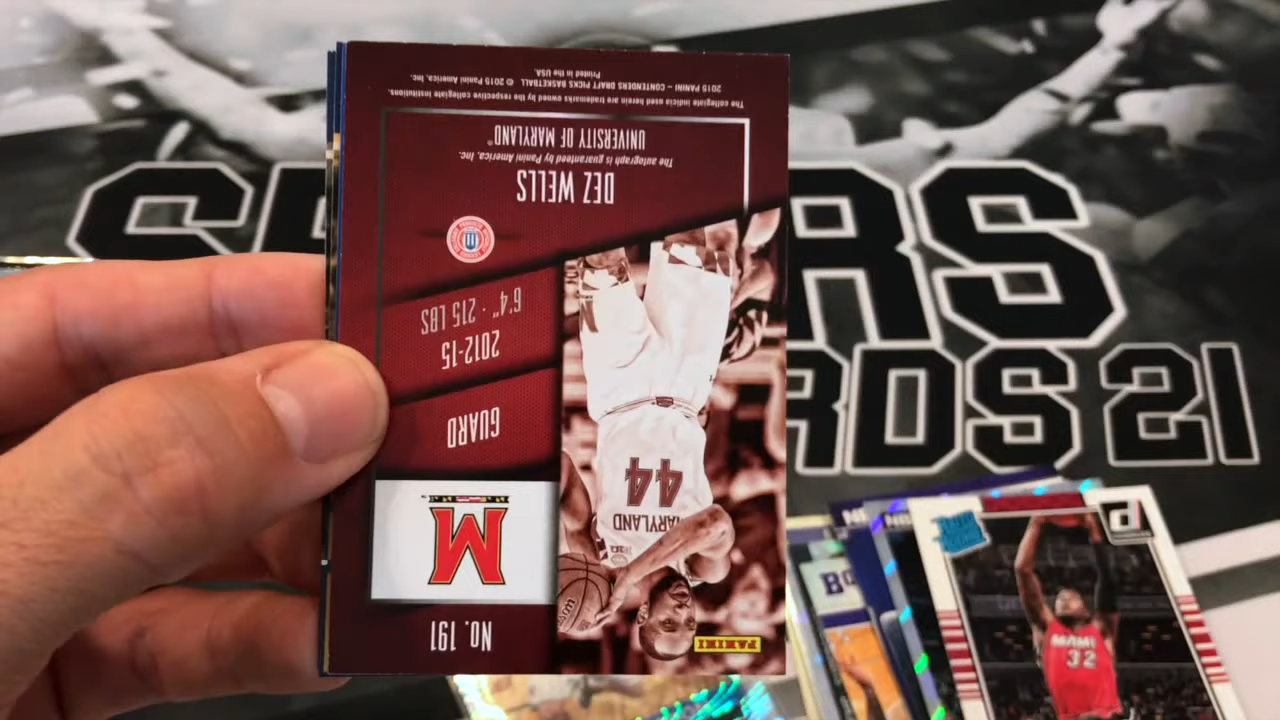 No. 191
M
GUARD
2012-15
6'4" · 215 LBS
DEZ WELLS
The autograph is guaranteed by Panini America, Inc.
UNIVERSITY OF MARYLAND®
The collegiate indicia used herein are trademarks owned by the respective collegiate institutions.
2015 PANINI – CONTENDERS DRAFT PICKS BASKETBALL © 2015 Panini America, Inc.
Printed in the USA.
PANINI
MARYLAND
44
RS
RDS 21
MIAMI
32
d